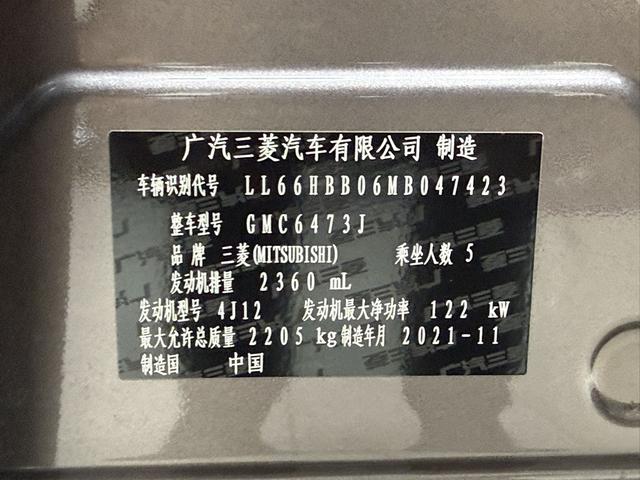 广汽三菱汽车有限公司 制造
车辆识别代号 LL66HBB06MB047423
整车型号 GMC6473J
品牌 三菱(MITSUBISHI) 乘坐人数 5
发动机排量 2360 mL
发动机型号 4J12 发动机最大净功率 122 kW
最大允许总质量 2205 kg 制造年月 2021-11
制造国 中国